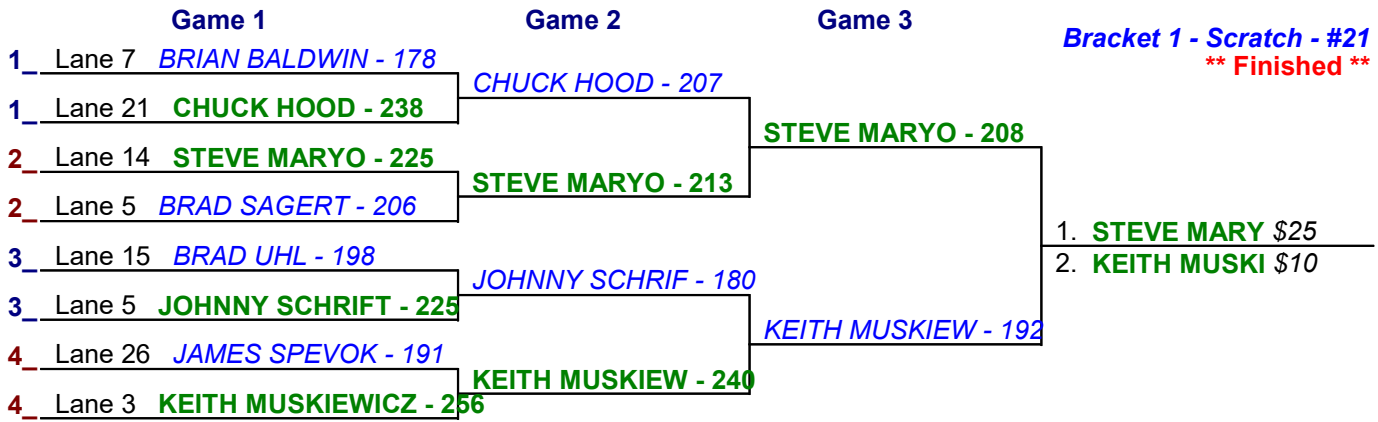 Game 1 Game 2 Game 3
Bracket 1 - Scratch - #21
** Finished **
1_ Lane 7 BRIAN BALDWIN - 178
CHUCK HOOD - 207
1_ Lane 21 CHUCK HOOD - 238
STEVE MARYO - 208
2_ Lane 14 STEVE MARYO - 225
STEVE MARYO - 213
2_ Lane 5 BRAD SAGERT - 206
1. STEVE MARY $25
3_ Lane 15 BRAD UHL - 198
2. KEITH MUSKI $10
JOHNNY SCHRIF - 180
3_ Lane 5 JOHNNY SCHRIFT - 225
KEITH MUSKIEW - 192
4_ Lane 26 JAMES SPEVOK - 191
KEITH MUSKIEW - 240
4_ Lane 3 KEITH MUSKIEWICZ - 256